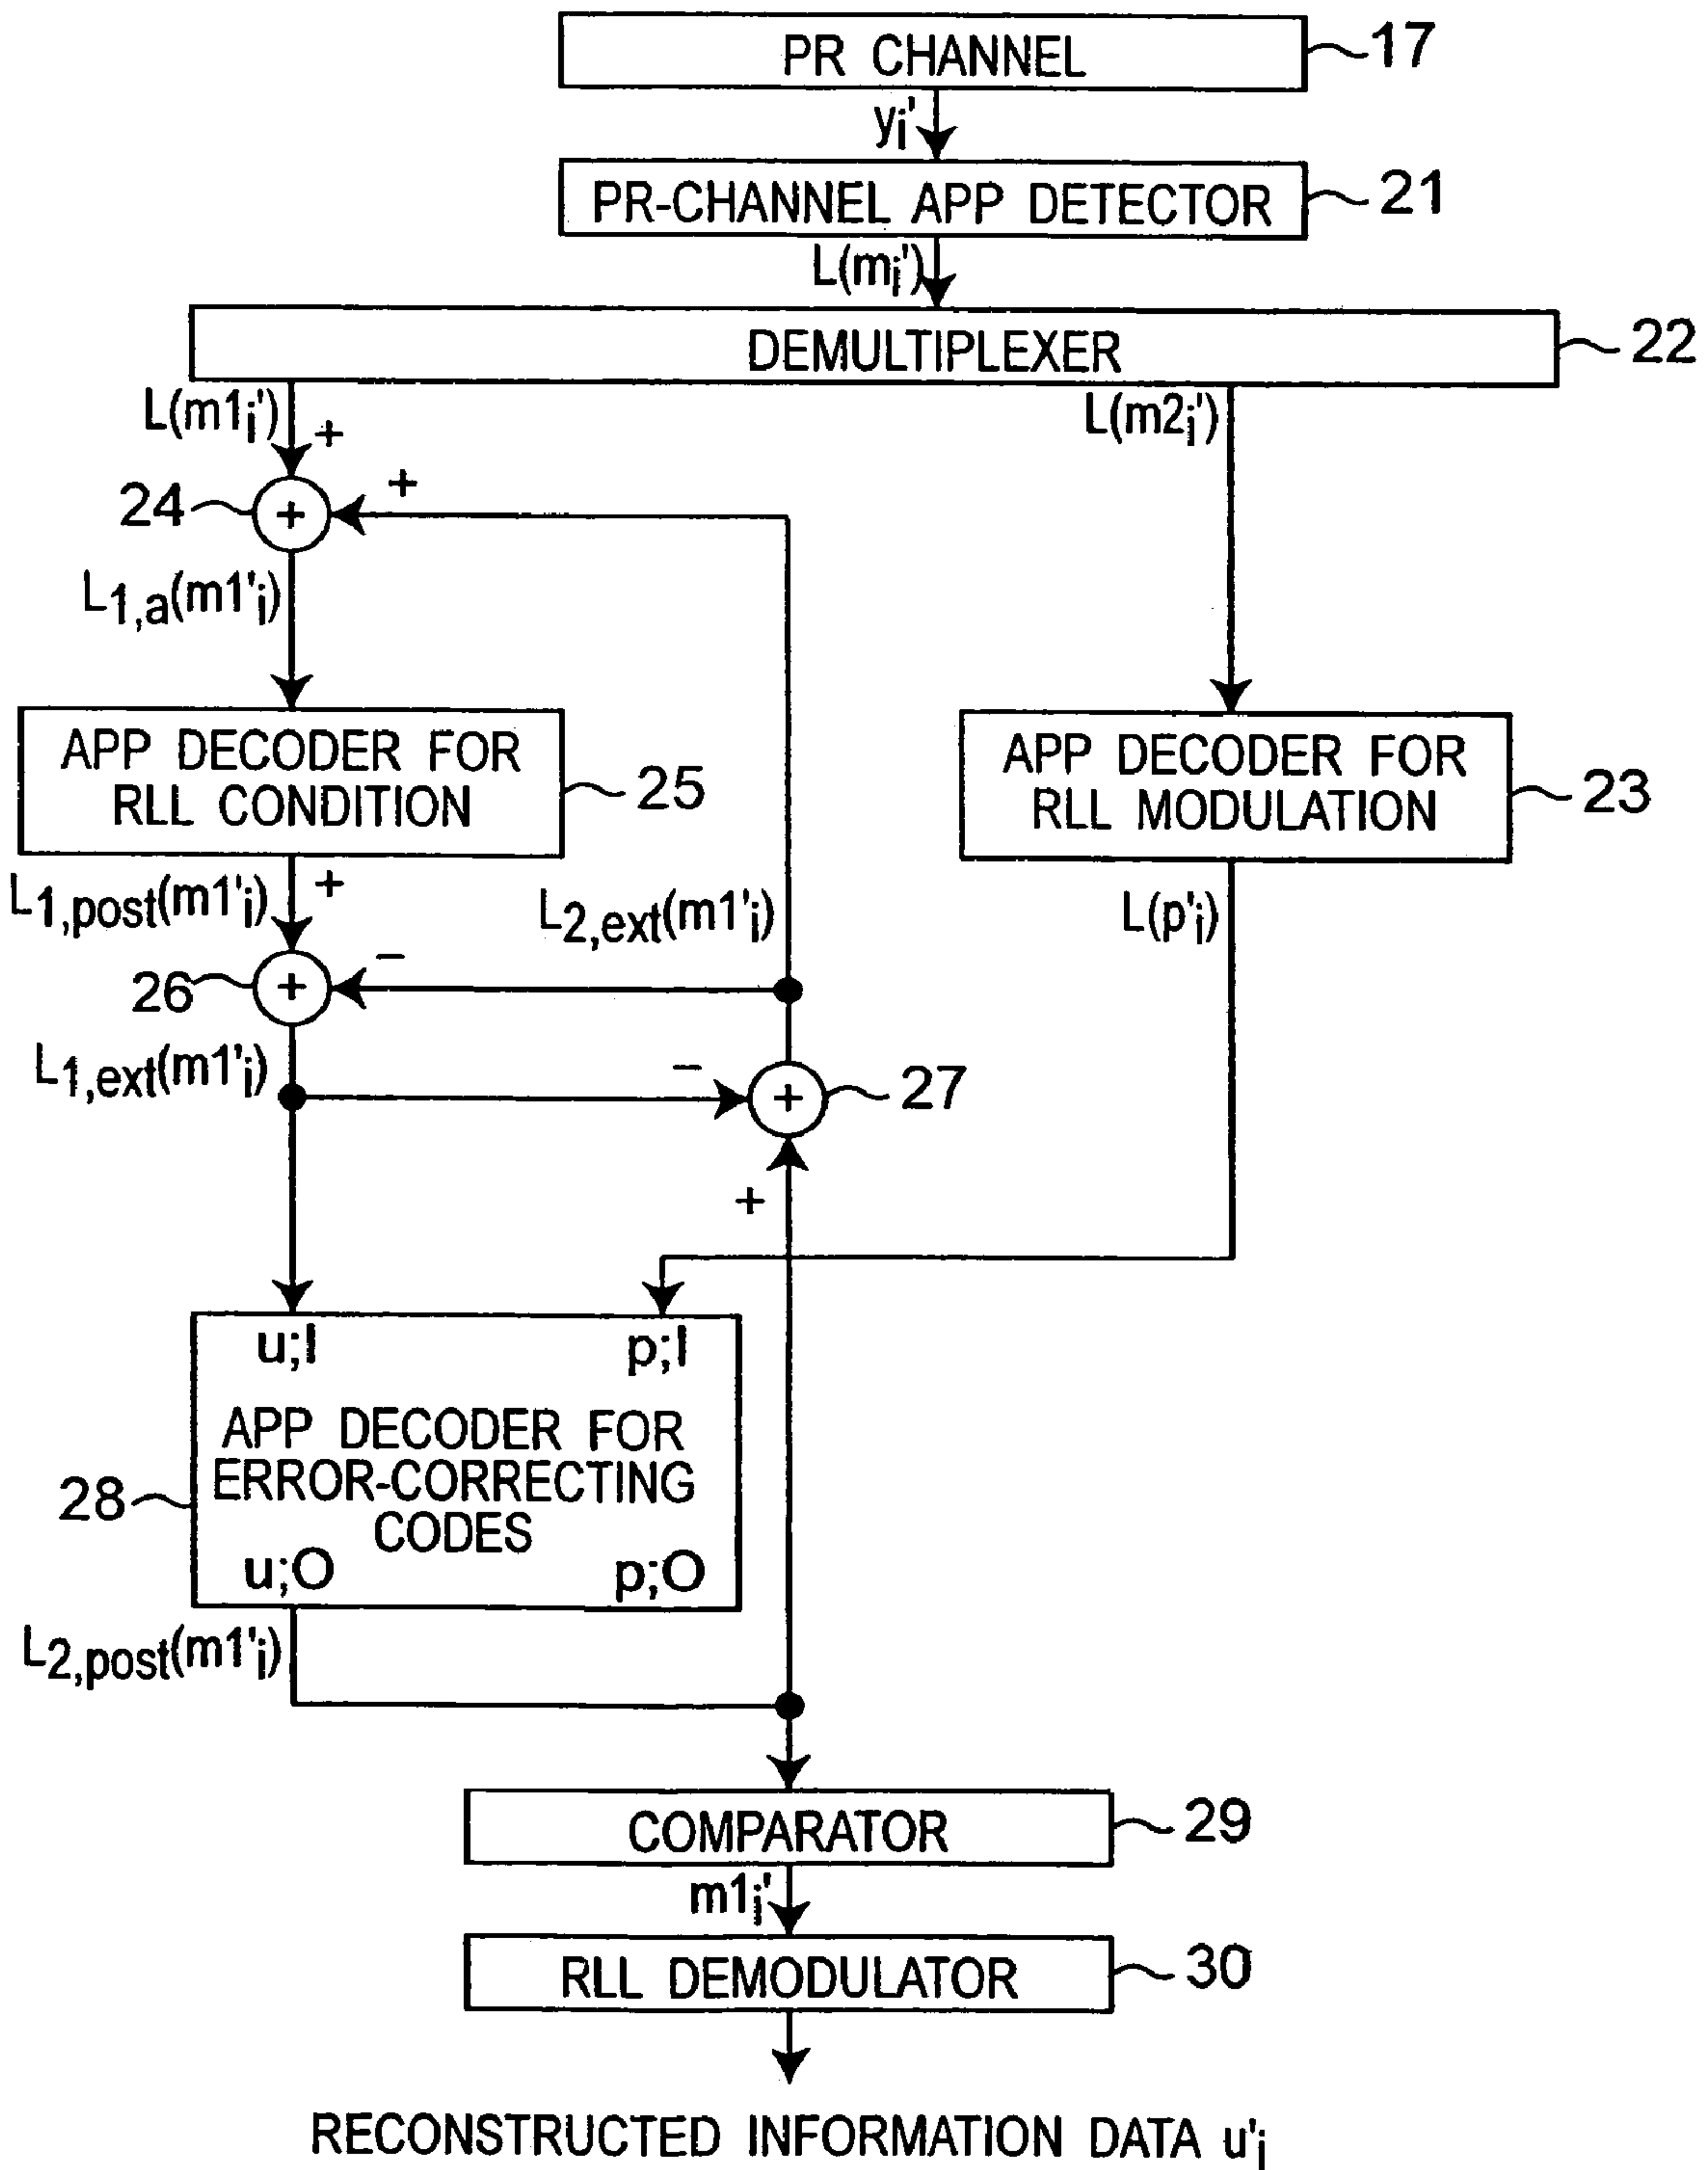 PR CHANNEL
17
yi'
PR-CHANNEL APP DETECTOR
21
L(mi')
DEMULTIPLEXER
22
L(m1i')
+
L(m2i')
24
+
+
L1,a(m1'i)
APP DECODER FOR
RLL CONDITION
25
APP DECODER FOR
RLL MODULATION
23
L1,post(m1'i)
+
L2,ext(m1'i)
L(p'i)
26
+
−
L1,ext(m1'i)
−
+
27
+
u;I
p;I
APP DECODER FOR
ERROR-CORRECTING
CODES
28
u;O
p;O
L2,post(m1'i)
COMPARATOR
29
m1i'
RLL DEMODULATOR
30
RECONSTRUCTED INFORMATION DATA u'i